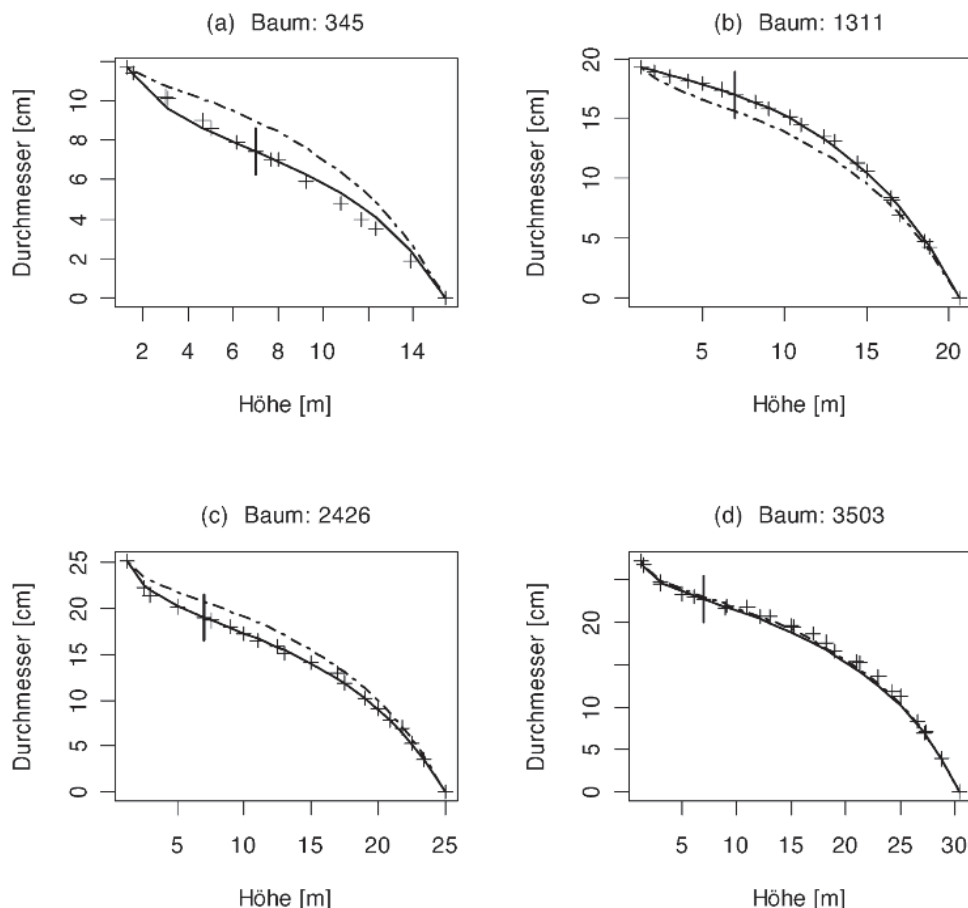 (a) Baum: 345
Durchmesser [cm]
0 2 4 6 8 10
2 4 6 8 10 14
Höhe [m]
(b) Baum: 1311
Durchmesser [cm]
0 5 10 15 20
5 10 15 20
Höhe [m]
(c) Baum: 2426
Durchmesser [cm]
0 5 10 15 20 25
5 10 15 20 25
Höhe [m]
(d) Baum: 3503
Durchmesser [cm]
0 10 20
5 10 15 20 25 30
Höhe [m]